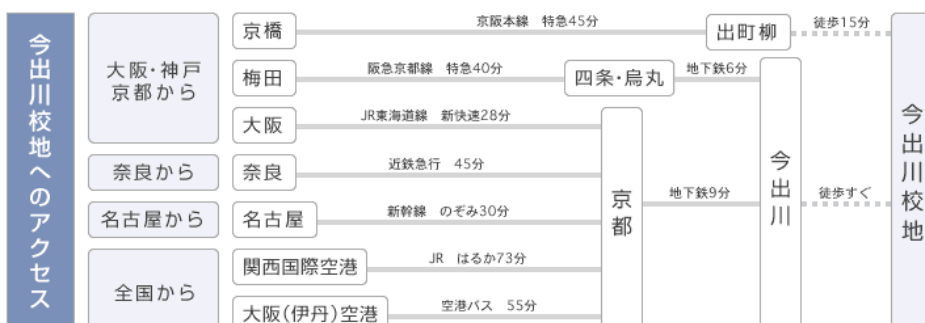 今出川校地へのアクセス
大阪・神戸
京都から
京橋
京阪本線　特急45分
出町柳
徒歩15分
梅田
阪急京都線　特急40分
四条・烏丸
地下鉄6分
大阪
JR東海道線　新快速28分
奈良から
奈良
近鉄急行　45分
名古屋から
名古屋
新幹線　のぞみ30分
全国から
関西国際空港
JR　はるか73分
大阪(伊丹)空港
空港バス　55分
京都
地下鉄9分
今出川
徒歩すぐ
今出川校地